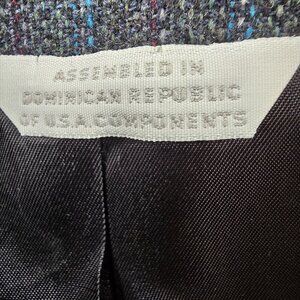 ASSEMBLED IN
DOMINICAN REPUBLIC
OF U.S.A. COMPONENTS